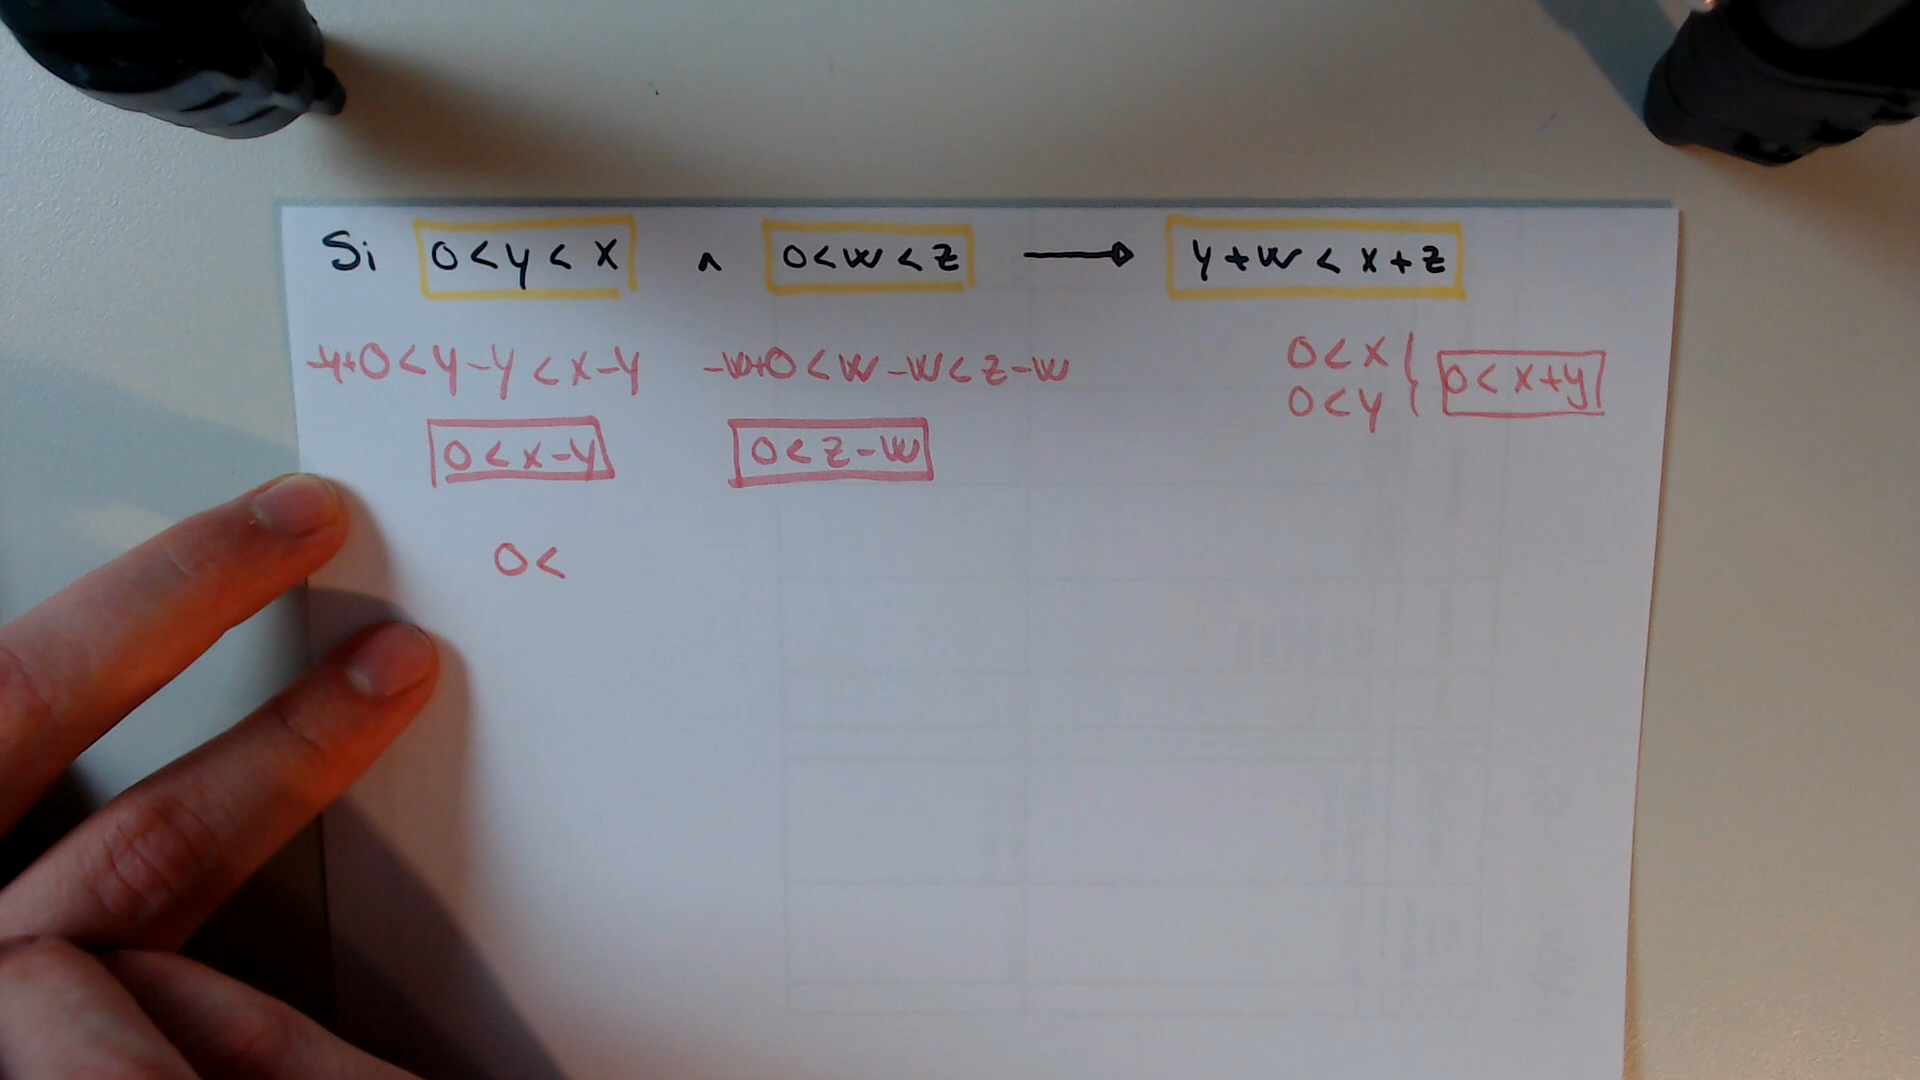 Si 0<y<x ∧ 0<w<z → y+w<x+z
-y+0<y-y<x-y -w+0<w-w<z-w 0<x
0<y 0<x+y
0<x-y 0<z-w
0<